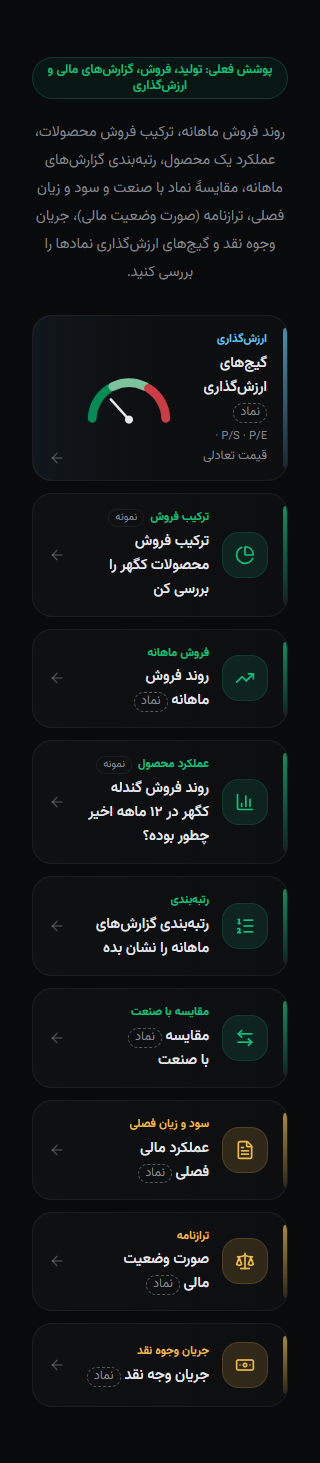 پوشش فعلی: تولید، فروش، گزارش‌های مالی و
ارزش‌گذاری
روند فروش ماهانه، ترکیب فروش محصولات،
عملکرد یک محصول، رتبه‌بندی گزارش‌های
ماهانه، مقایسهٔ نماد با صنعت و سود و زیان
فصلی، ترازنامه (صورت وضعیت مالی)، جریان
وجوه نقد و گیج‌های ارزش‌گذاری نمادها را
بررسی کنید.
ارزش‌گذاری
گیج‌های
ارزش‌گذاری
نماد
P/S · P/E ·
قیمت تعادلی
ترکیب فروش نمونه
ترکیب فروش
محصولات کگهر را
بررسی کن
فروش ماهانه
روند فروش
ماهانه نماد
عملکرد محصول نمونه
روند فروش گندله
کگهر در ۱۲ ماهه اخیر
چطور بوده؟
رتبه‌بندی
رتبه‌بندی گزارش‌های
ماهانه را نشان بده
مقایسه با صنعت
مقایسه نماد
با صنعت
سود و زیان فصلی
عملکرد مالی
فصلی نماد
ترازنامه
صورت وضعیت
مالی نماد
جریان وجوه نقد
جریان وجه نقد نماد